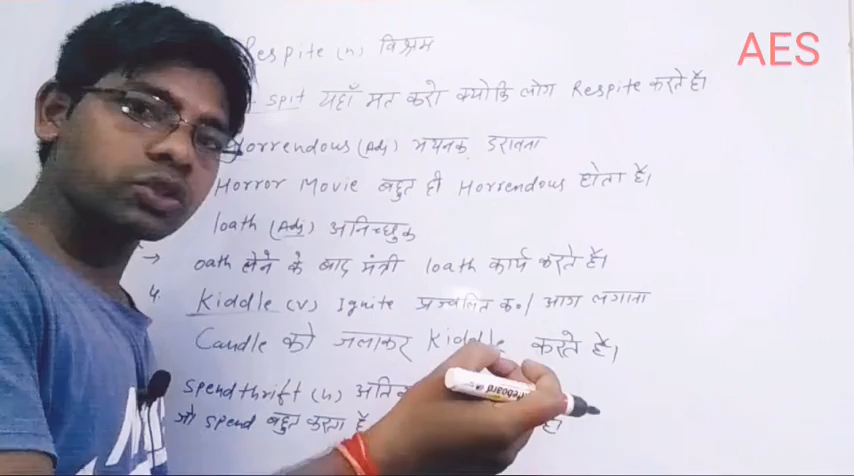 AES
Respite (n) विश्राम
spit यहाँ मत करो क्योकि लोग Respite करते है।
Horrendous (Adj) भयनक डरावना
Horror Movie बहुत ही Horrendous होता है।
loath (Adj) अनिच्छुक
→ oath लेने के बाद मंत्री loath कार्य करते है।
4. Kiddle (v) Ignite प्रज्वलित क०/ आग लगाना
Candle को जलाकर Kiddle करते है।
spendthrift (n)
जो spend बहुत करता है